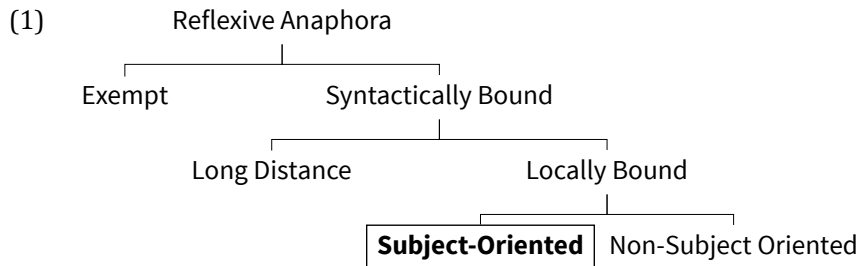 (1) Reflexive Anaphora
Exempt Syntactically Bound
Long Distance Locally Bound
Subject-Oriented Non-Subject Oriented